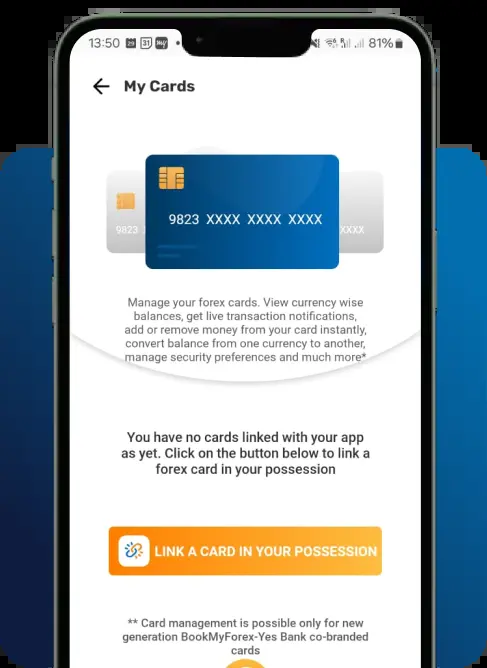 13:50
81%
My Cards
9823 XXXX XXXX XXXX
9823
XXXX
Manage your forex cards. View currency wise
balances, get live transaction notifications,
add or remove money from your card instantly,
convert balance from one currency to another,
manage security preferences and much more*
You have no cards linked with your app
as yet. Click on the button below to link a
forex card in your possession
LINK A CARD IN YOUR POSSESSION
** Card management is possible only for new
generation BookMyForex-Yes Bank co-branded
cards